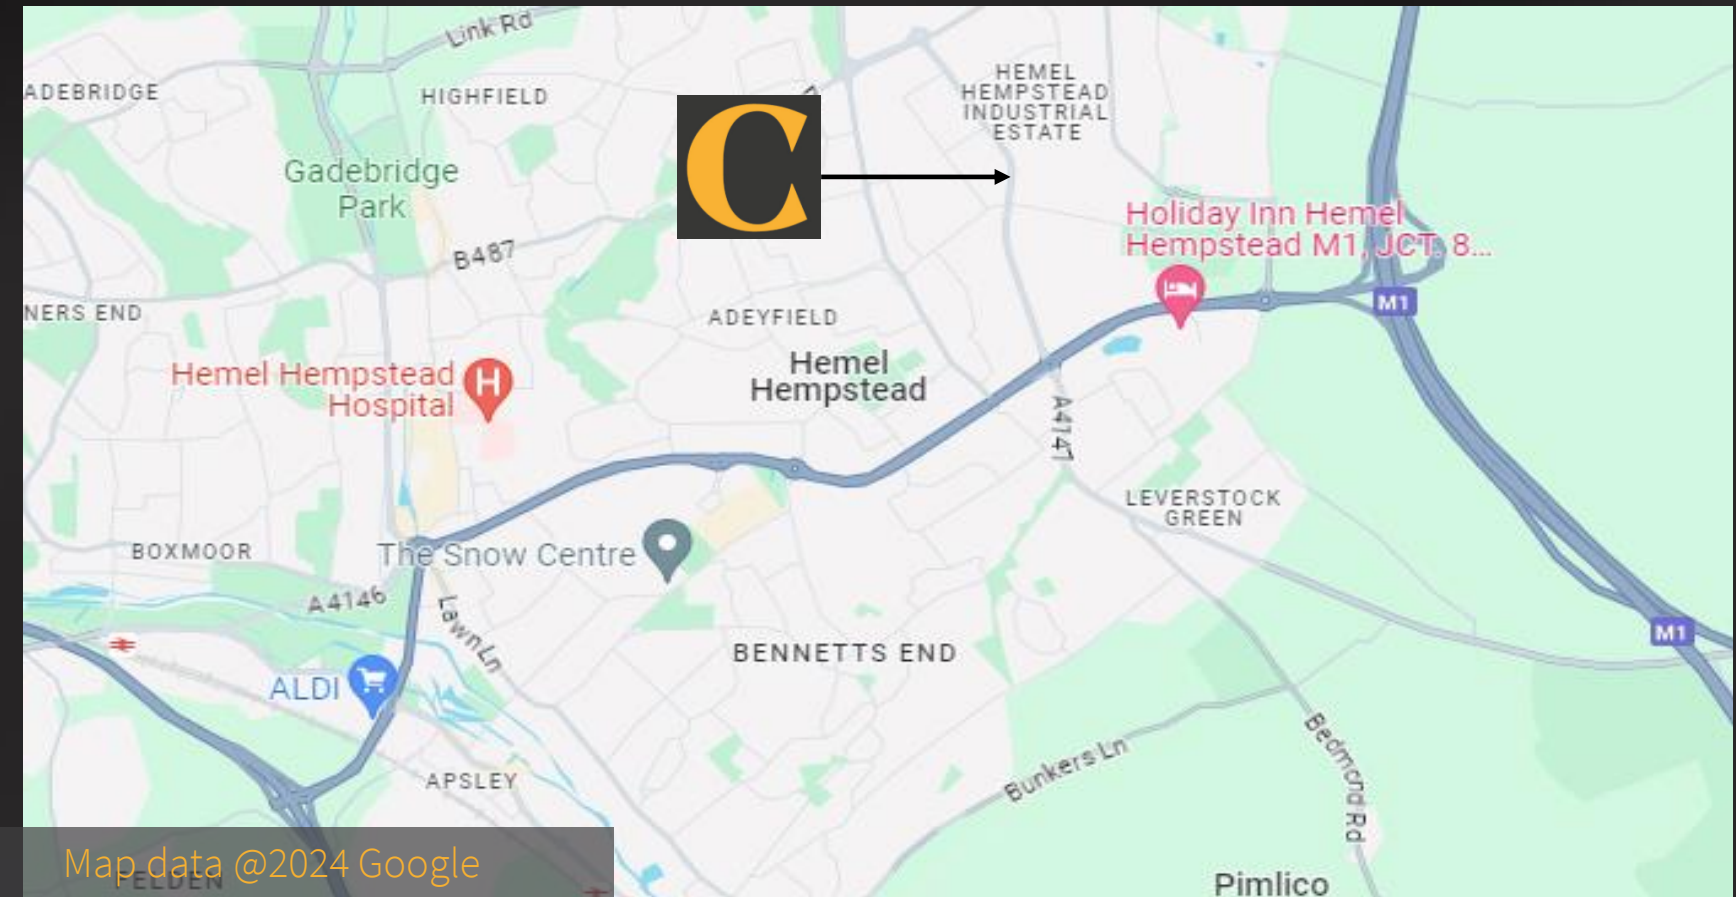 Link Rd
ADEBRIDGE
HIGHFIELD
HEMEL
HEMPSTEAD
INDUSTRIAL
ESTATE
C
Gadebridge
Park
B487
Holiday Inn Hemel
Hempstead M1, JCT. 8...
M1
NERS END
ADEYFIELD
Hemel
Hempstead
Hemel Hempstead
Hospital
H
A4147
LEVERSTOCK
GREEN
BOXMOOR
The Snow Centre
A4146
Lawn Ln
M1
BENNETTS END
ALDI
APSLEY
Bunkers Ln
Bedmond Rd
Map data @2024 Google
FELDEN
Pimlico